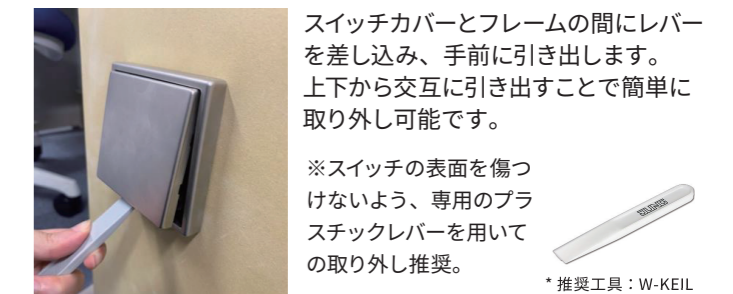 スイッチカバーとフレームの間にレバー
を差し込み、手前に引き出します。
上下から交互に引き出すことで簡単に
取り外し可能です。
※スイッチの表面を傷つ
けないよう、専用のプラ
スチックレバーを用いて
の取り外し推奨。
* 推奨工具：W-KEIL